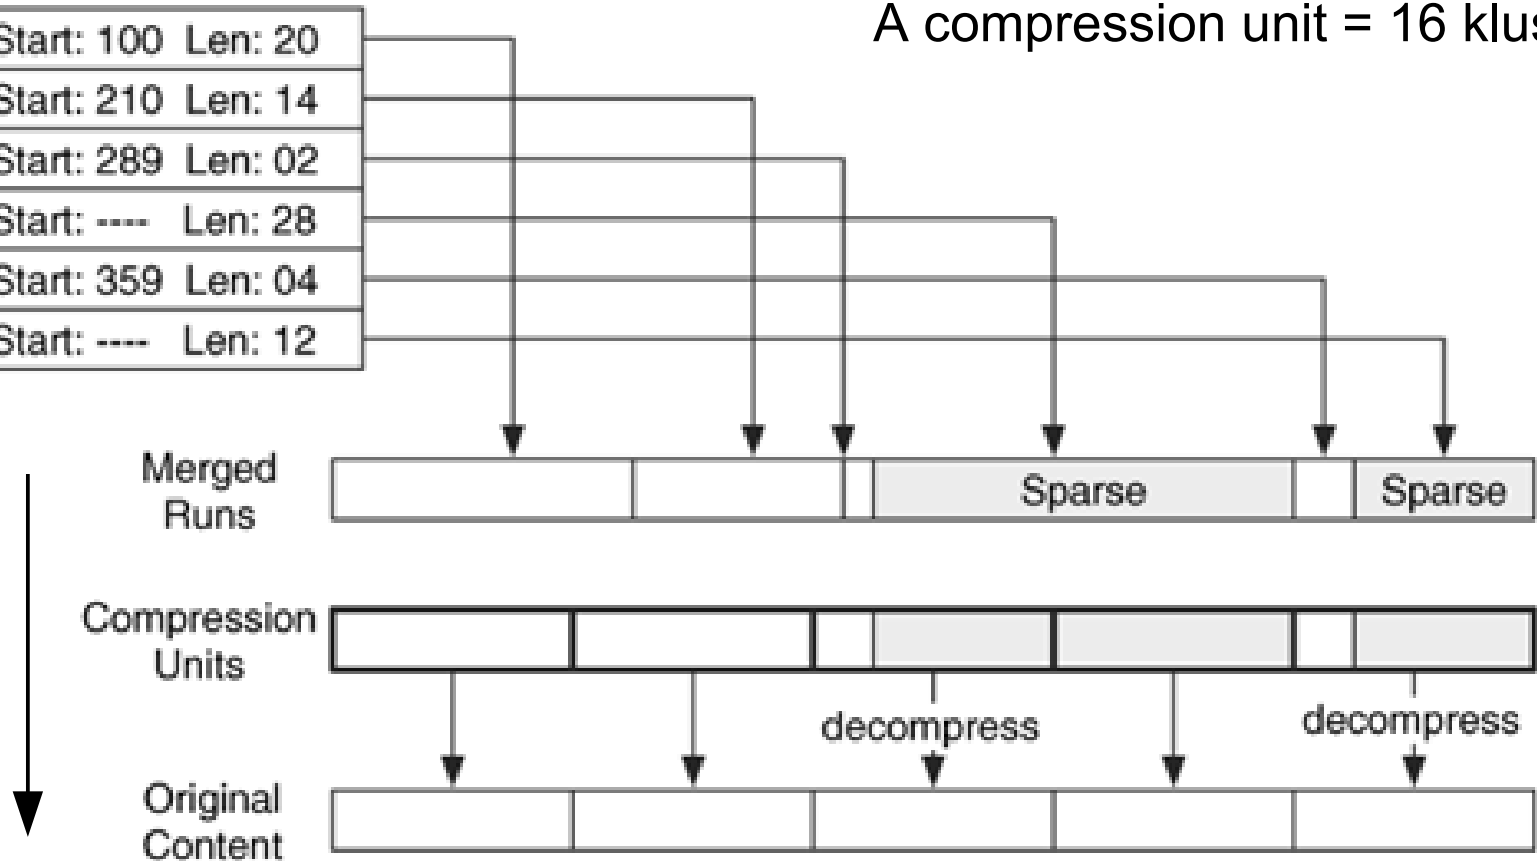 A compression unit = 16 klus
Start: 100 Len: 20
Start: 210 Len: 14
Start: 289 Len: 02
Start: ---- Len: 28
Start: 359 Len: 04
Start: ---- Len: 12
Merged
Runs
Sparse
Sparse
Compression
Units
decompress
decompress
Original
Content